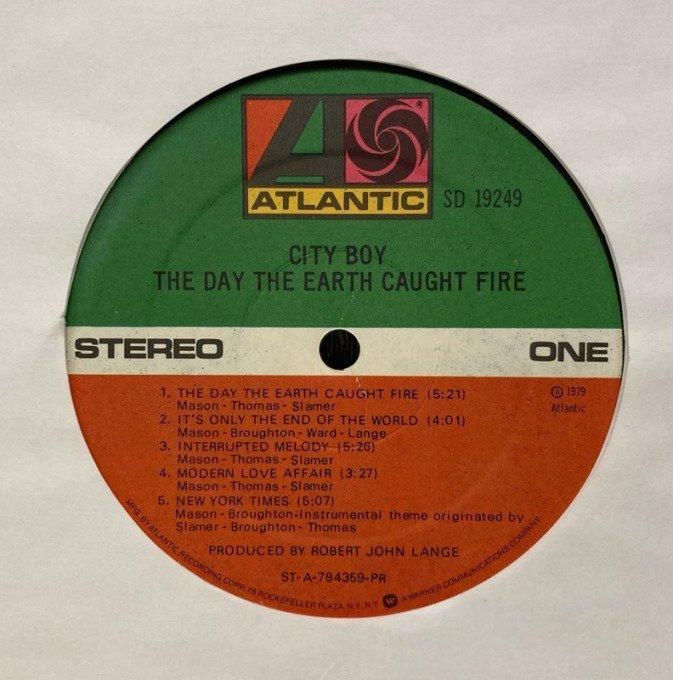 ATLANTIC
SD 19249
CITY BOY
THE DAY THE EARTH CAUGHT FIRE
STEREO
ONE
1. THE DAY THE EARTH CAUGHT FIRE (5:21)
Mason-Thomas-Slamer
2. IT'S ONLY THE END OF THE WORLD (4:01)
Mason-Broughton-Ward-Lange
3. INTERRUPTED MELODY (5:26)
Mason-Thomas-Slamer
4. MODERN LOVE AFFAIR (3:27)
Mason-Thomas-Slamer
5. NEW YORK TIMES (5:07)
Mason-Broughton-Instrumental theme originated by
Slamer-Broughton-Thomas
℗ 1979
Atlantic
PRODUCED BY ROBERT JOHN LANGE
ST-A-794359-PR
MFG. BY ATLANTIC RECORDING CORP. 75 ROCKEFELLER PLAZA, N.Y., N.Y. A WARNER COMMUNICATIONS COMPANY.